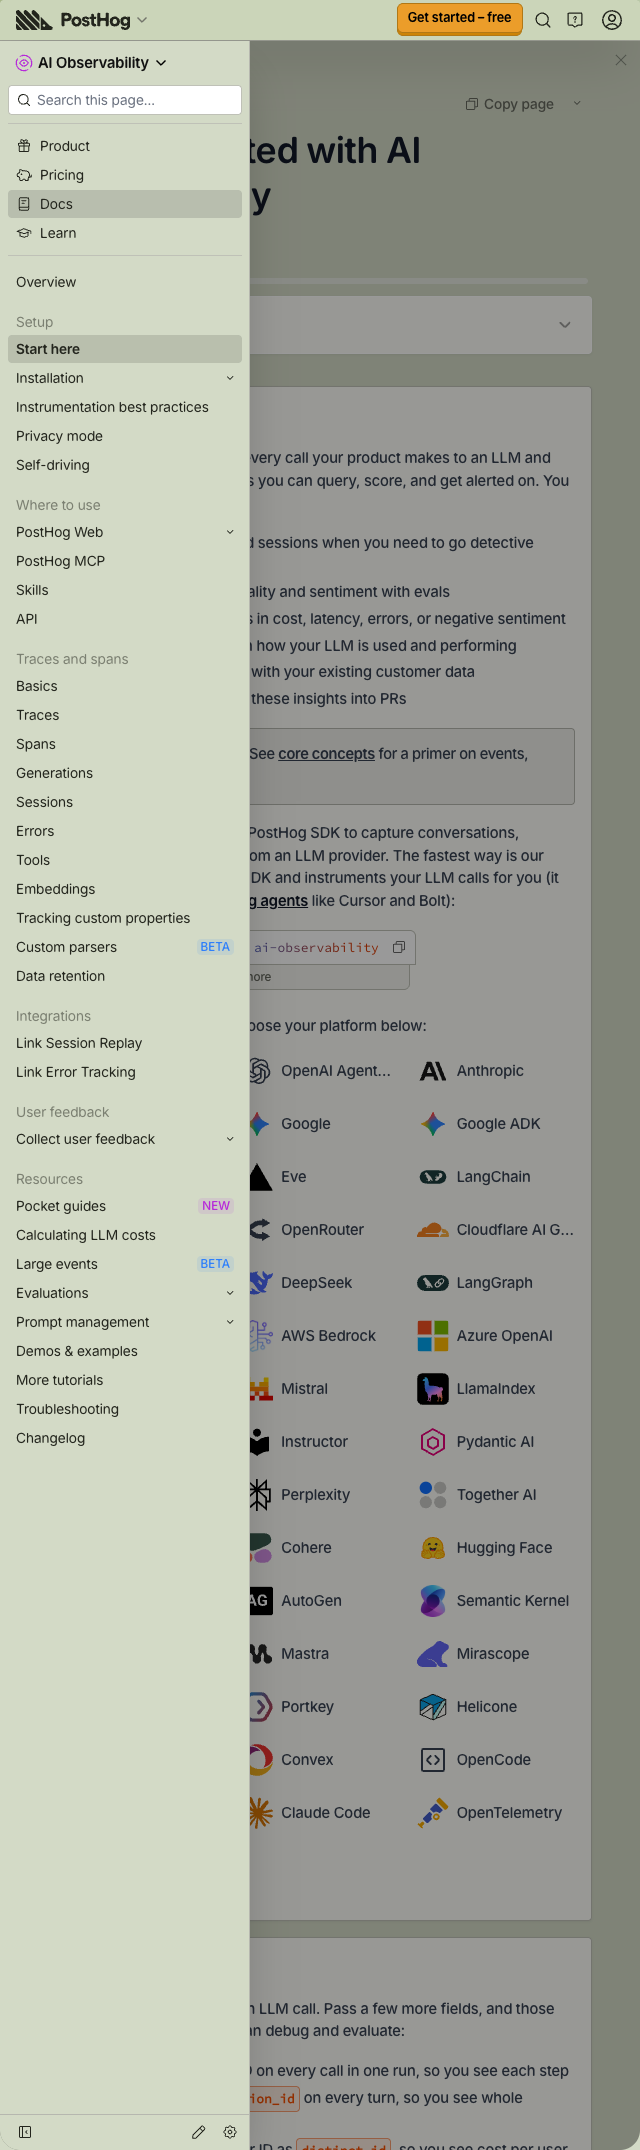 PostHog
Get started – free
AI Observability
Search this page...
Copy page
Product
Pricing
Docs
Learn
ted with AI
y
Overview
Setup
Start here
Installation
Instrumentation best practices
Privacy mode
Self-driving
Where to use
PostHog Web
PostHog MCP
Skills
API
Traces and spans
Basics
Traces
Spans
Generations
Sessions
Errors
Tools
Embeddings
Tracking custom properties
Custom parsers BETA
Data retention
Integrations
Link Session Replay
Link Error Tracking
User feedback
Collect user feedback
Resources
Pocket guides NEW
Calculating LLM costs
Large events BETA
Evaluations
Prompt management
Demos & examples
More tutorials
Troubleshooting
Changelog
every call your product makes to an LLM and
s you can query, score, and get alerted on. You
d sessions when you need to go detective
ality and sentiment with evals
s in cost, latency, errors, or negative sentiment
n how your LLM is used and performing
with your existing customer data
these insights into PRs
See core concepts for a primer on events,
PostHog SDK to capture conversations,
om an LLM provider. The fastest way is our
DK and instruments your LLM calls for you (it
g agents like Cursor and Bolt):
ai-observability
more
oose your platform below:
OpenAI Agent... Anthropic
Google Google ADK
Eve LangChain
OpenRouter Cloudflare AI G...
DeepSeek LangGraph
AWS Bedrock Azure OpenAI
Mistral LlamaIndex
Instructor Pydantic AI
Perplexity Together AI
Cohere Hugging Face
AG AutoGen Semantic Kernel
Mastra Mirascope
Portkey Helicone
Convex OpenCode
Claude Code OpenTelemetry
n LLM call. Pass a few more fields, and those
an debug and evaluate:
on every call in one run, so you see each step
ion_id on every turn, so you see whole
r ID as distinct_id, so you see cost per user